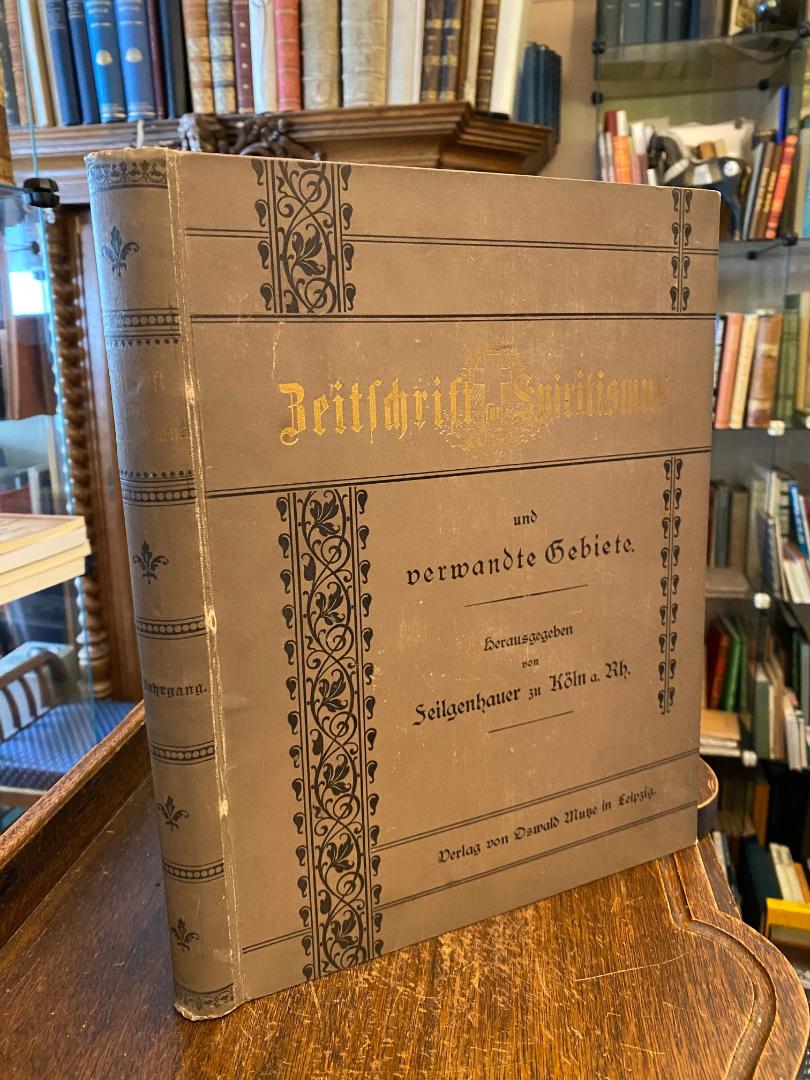 Zeitschrift für Spiritismus
und
verwandte Gebiete.
Herausgegeben
von
Feilgenhauer zu Köln a. Rh.
Verlag von Oswald Mutze in Leipzig.
Jahrgang.